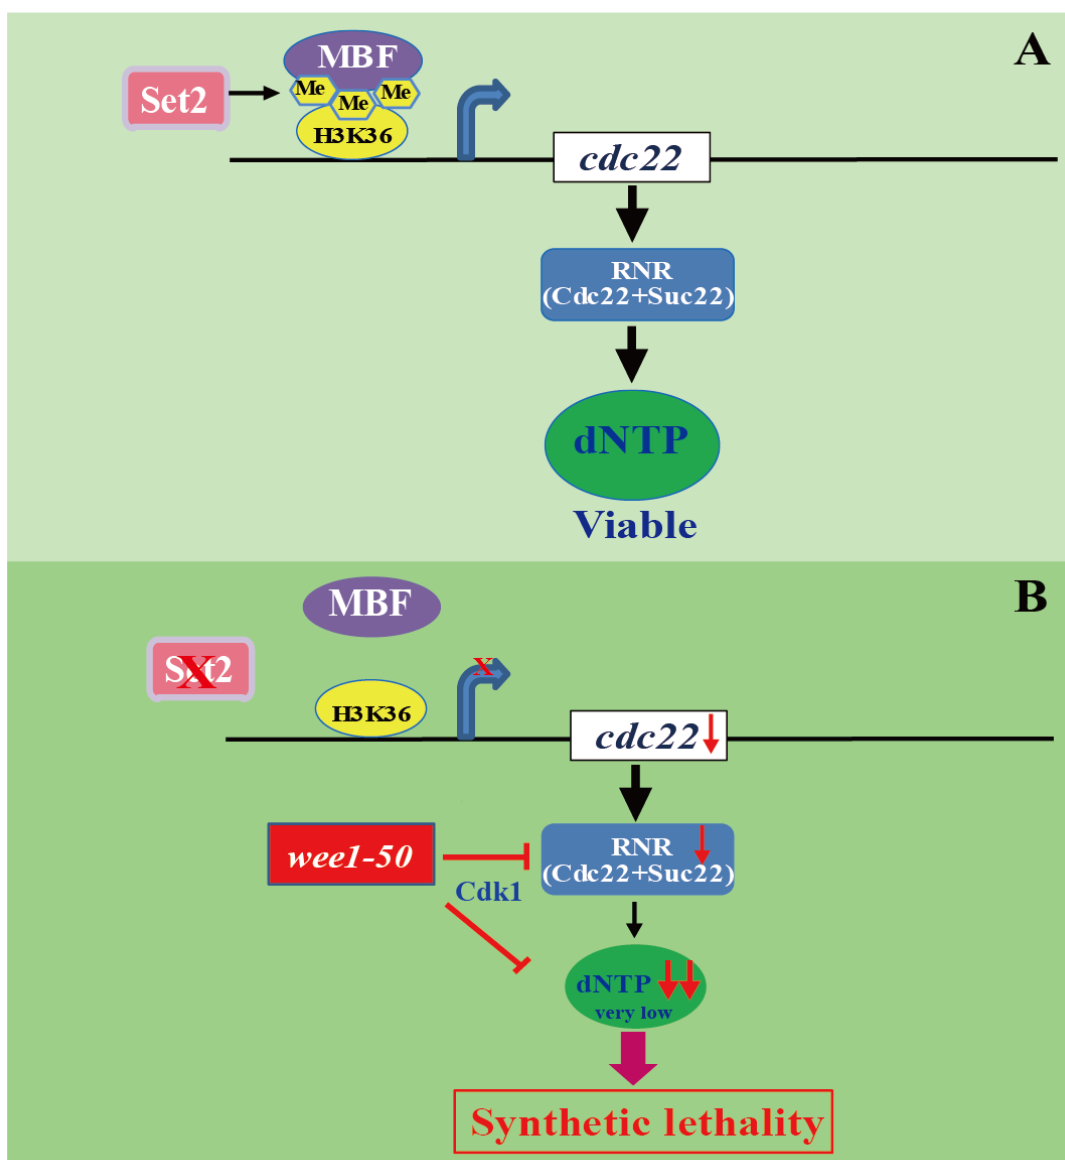 A
MBF
Me
Me
Me
Set2
H3K36
cdc22
RNR
(Cdc22+Suc22)
dNTP
Viable
B
MBF
Set2
X
X
H3K36
cdc22
wee1-50
RNR
(Cdc22+Suc22)
Cdk1
dNTP
very low
Synthetic lethality